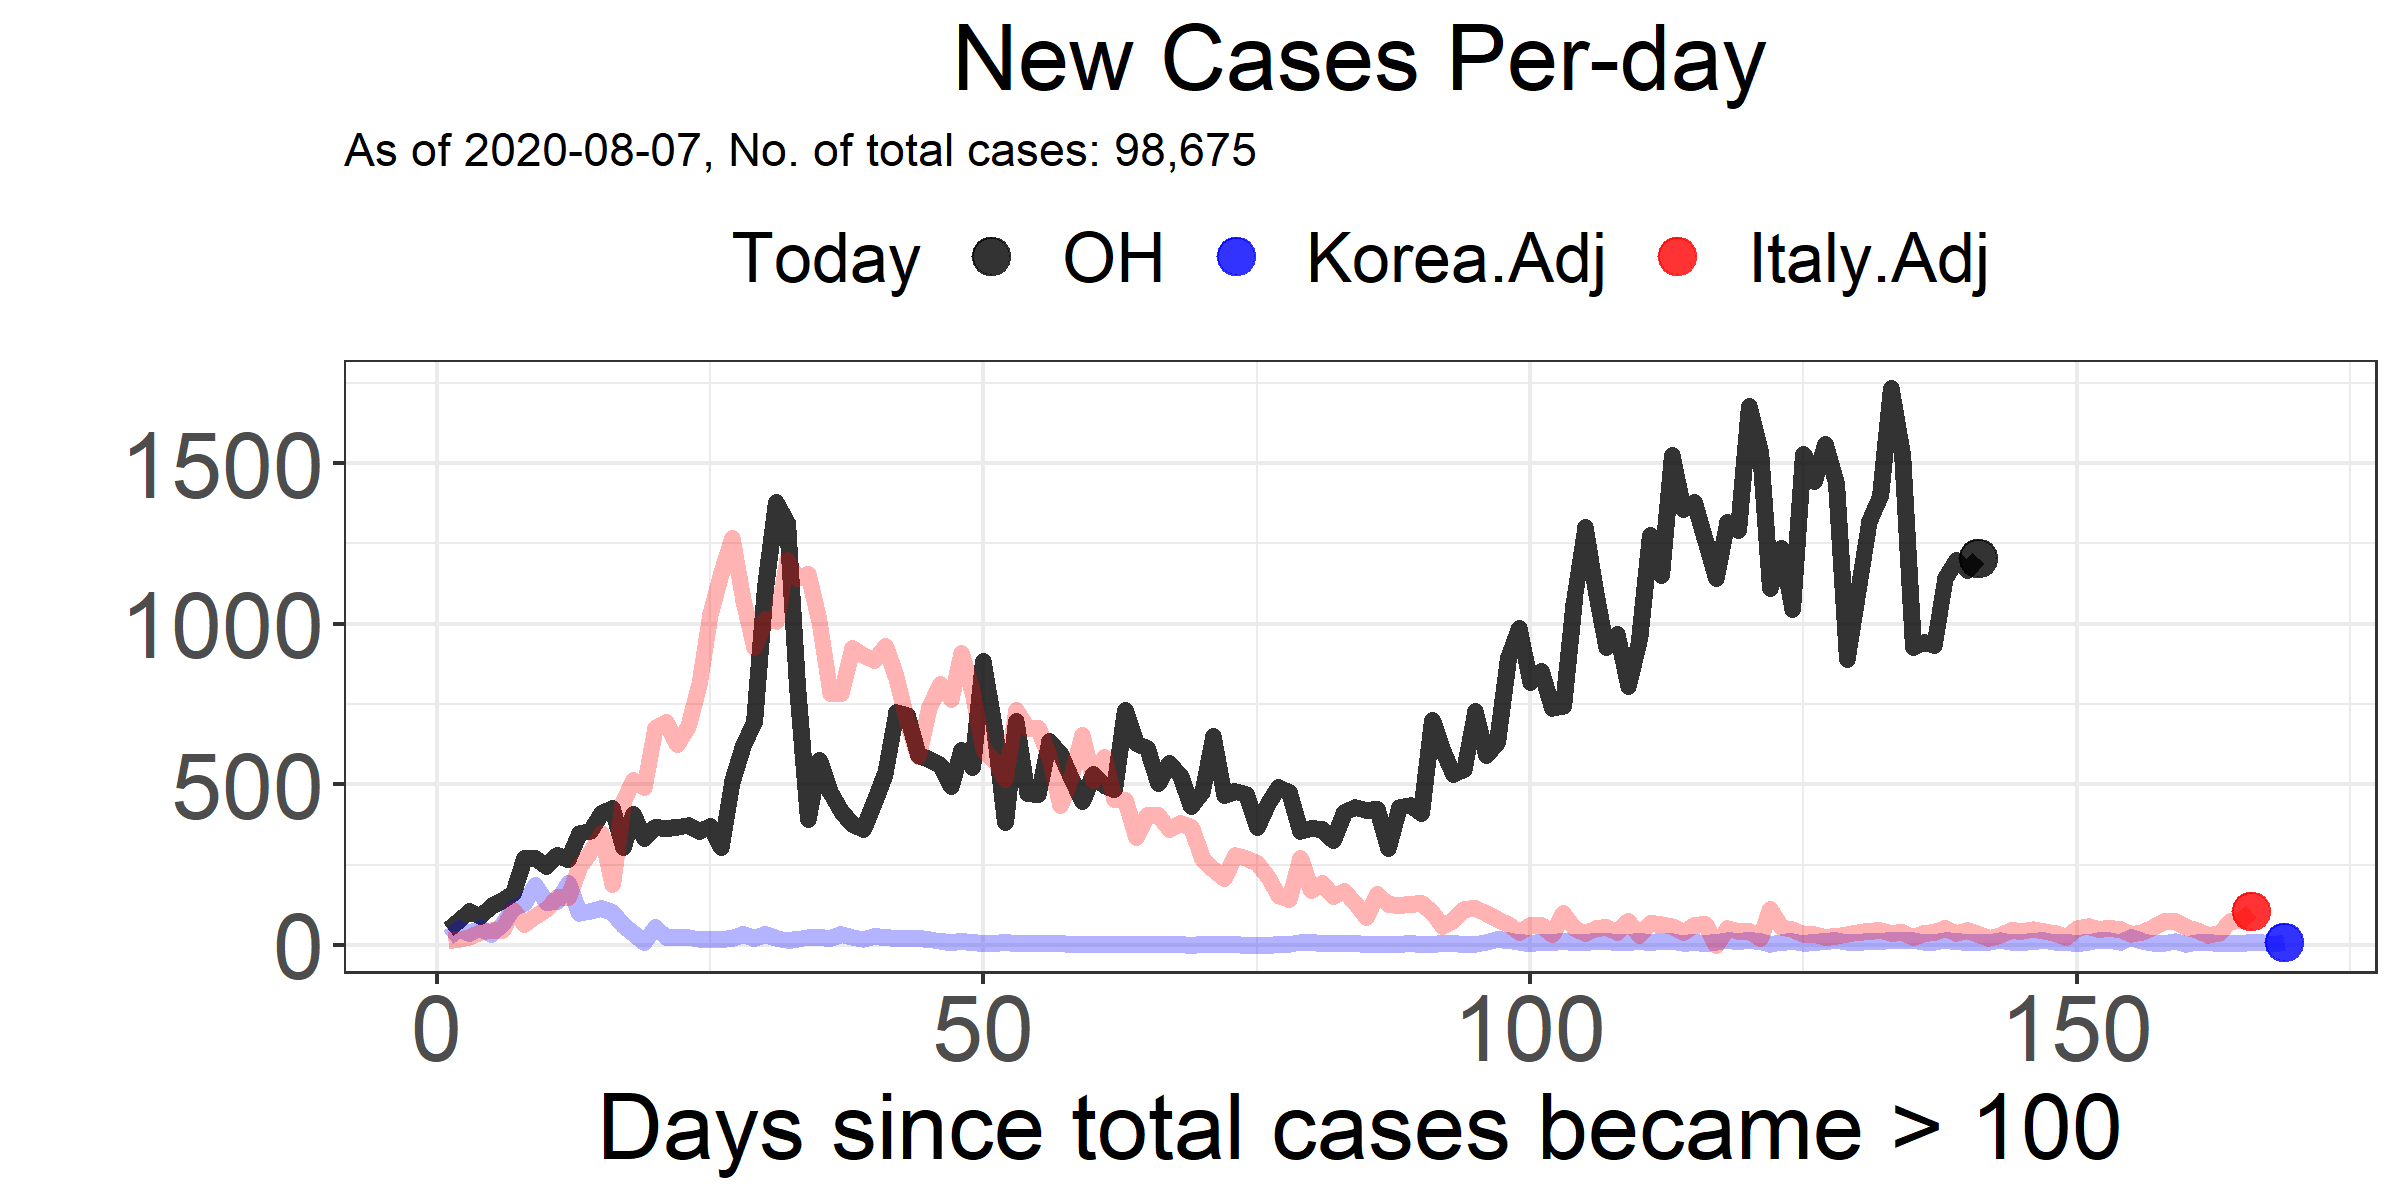 New Cases Per-day
As of 2020-08-07, No. of total cases: 98,675
Today OH Korea.Adj Italy.Adj
1500
1000
500
0
0 50 100 150
Days since total cases became > 100